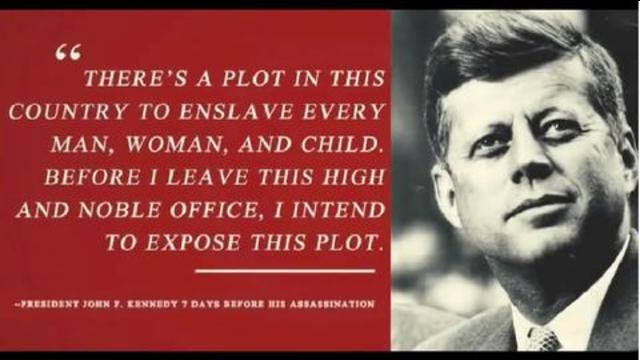 “
THERE’S A PLOT IN THIS
COUNTRY TO ENSLAVE EVERY
MAN, WOMAN, AND CHILD.
BEFORE I LEAVE THIS HIGH
AND NOBLE OFFICE, I INTEND
TO EXPOSE THIS PLOT.
~PRESIDENT JOHN F. KENNEDY 7 DAYS BEFORE HIS ASSASSINATION